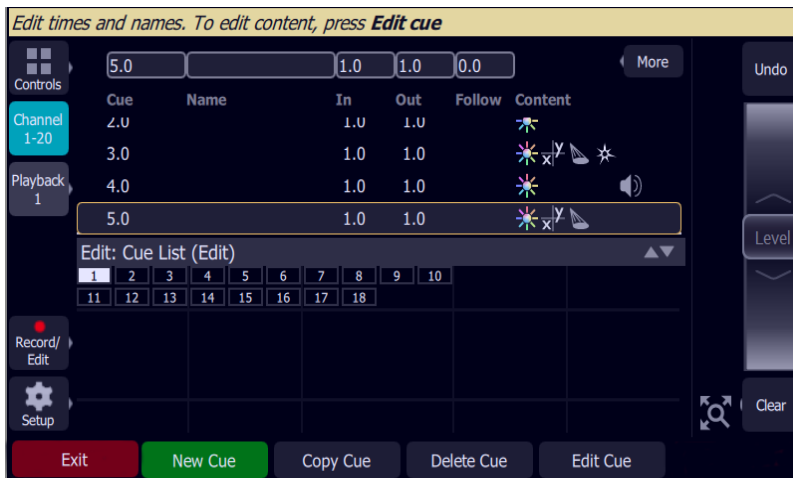 Edit times and names. To edit content, press Edit cue
Controls
5.0 1.0 1.0 0.0 More
Undo
Cue Name In Out Follow Content
Channel
1-20
2.0 1.0 1.0
3.0 1.0 1.0 x y
Playback
1
4.0 1.0 1.0
5.0 1.0 1.0 x y
Level
Edit: Cue List (Edit)
1 2 3 4 5 6 7 8 9 10
11 12 13 14 15 16 17 18
Record/
Edit
Setup
Clear
Exit New Cue Copy Cue Delete Cue Edit Cue